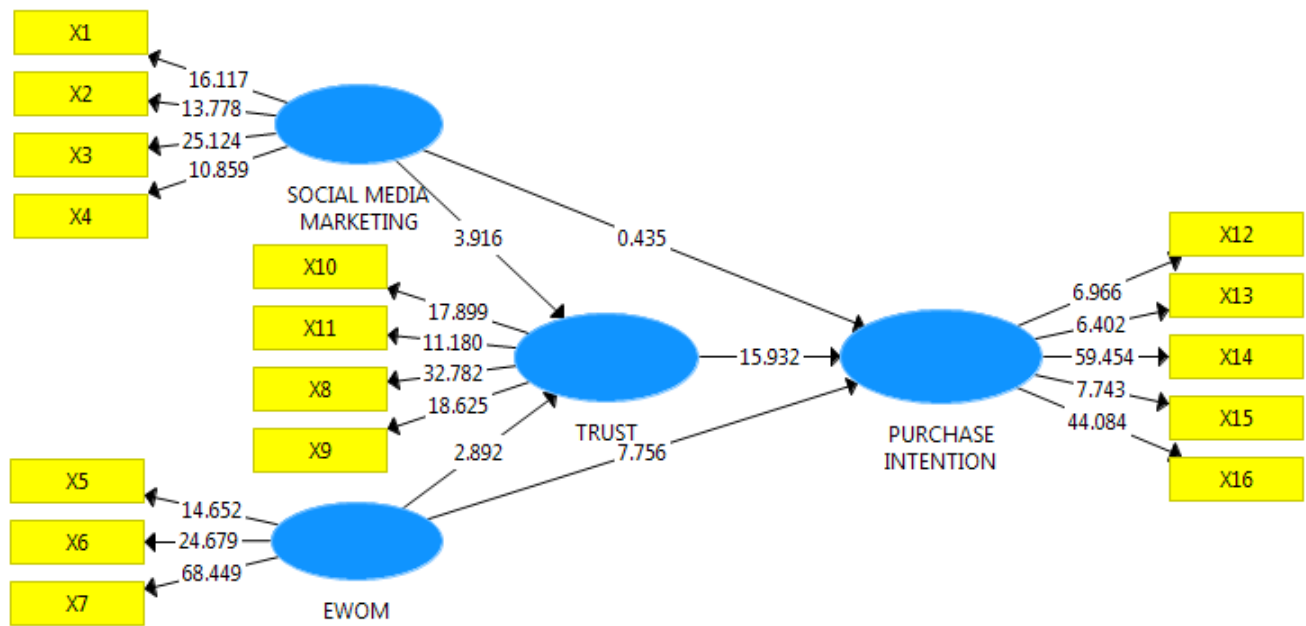 X1
16.117
X2
13.778
X3
25.124
X4
10.859
SOCIAL MEDIA
MARKETING
3.916
0.435
X10
17.899
X11
11.180
X8
32.782
X9
18.625
TRUST
15.932
2.892
7.756
X5
14.652
X6
24.679
X7
68.449
EWOM
PURCHASE
INTENTION
X12
6.966
X13
6.402
X14
59.454
X15
7.743
X16
44.084